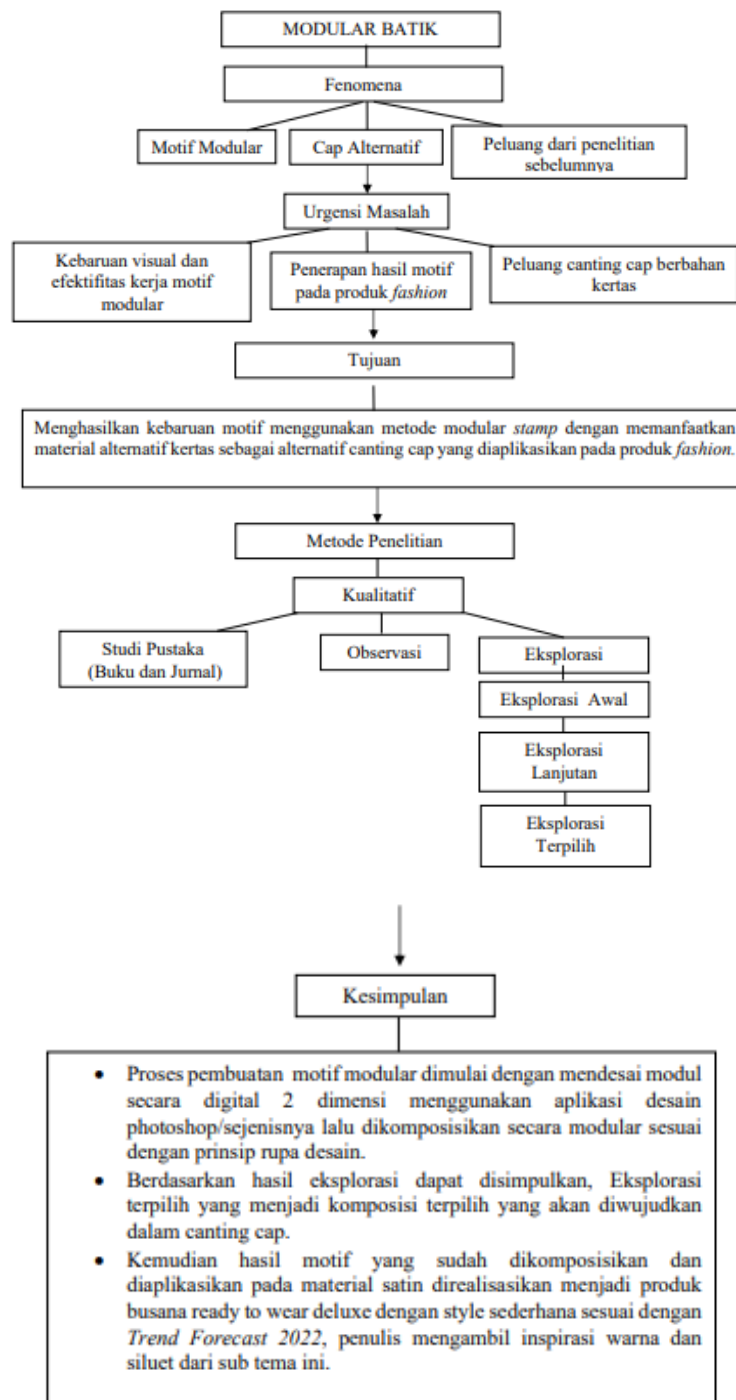 MODULAR BATIK
Fenomena
Motif Modular
Cap Alternatif
Peluang dari penelitian
sebelumnya
Urgensi Masalah
Kebaruan visual dan
efektifitas kerja motif
modular
Penerapan hasil motif
pada produk fashion
Peluang canting cap berbahan
kertas
Tujuan
Menghasilkan kebaruan motif menggunakan metode modular stamp dengan memanfaatkan
material alternatif kertas sebagai alternatif canting cap yang diaplikasikan pada produk fashion.
Metode Penelitian
Kualitatif
Studi Pustaka
(Buku dan Jurnal)
Observasi
Eksplorasi
Eksplorasi Awal
Eksplorasi
Lanjutan
Eksplorasi
Terpilih
Kesimpulan
• Proses pembuatan motif modular dimulai dengan mendesai modul
secara digital 2 dimensi menggunakan aplikasi desain
photoshop/sejenisnya lalu dikomposisikan secara modular sesuai
dengan prinsip rupa desain.
• Berdasarkan hasil eksplorasi dapat disimpulkan, Eksplorasi
terpilih yang menjadi komposisi terpilih yang akan diwujudkan
dalam canting cap.
• Kemudian hasil motif yang sudah dikomposisikan dan
diaplikasikan pada material satin direalisasikan menjadi produk
busana ready to wear deluxe dengan style sederhana sesuai dengan
Trend Forecast 2022, penulis mengambil inspirasi warna dan
siluet dari sub tema ini.